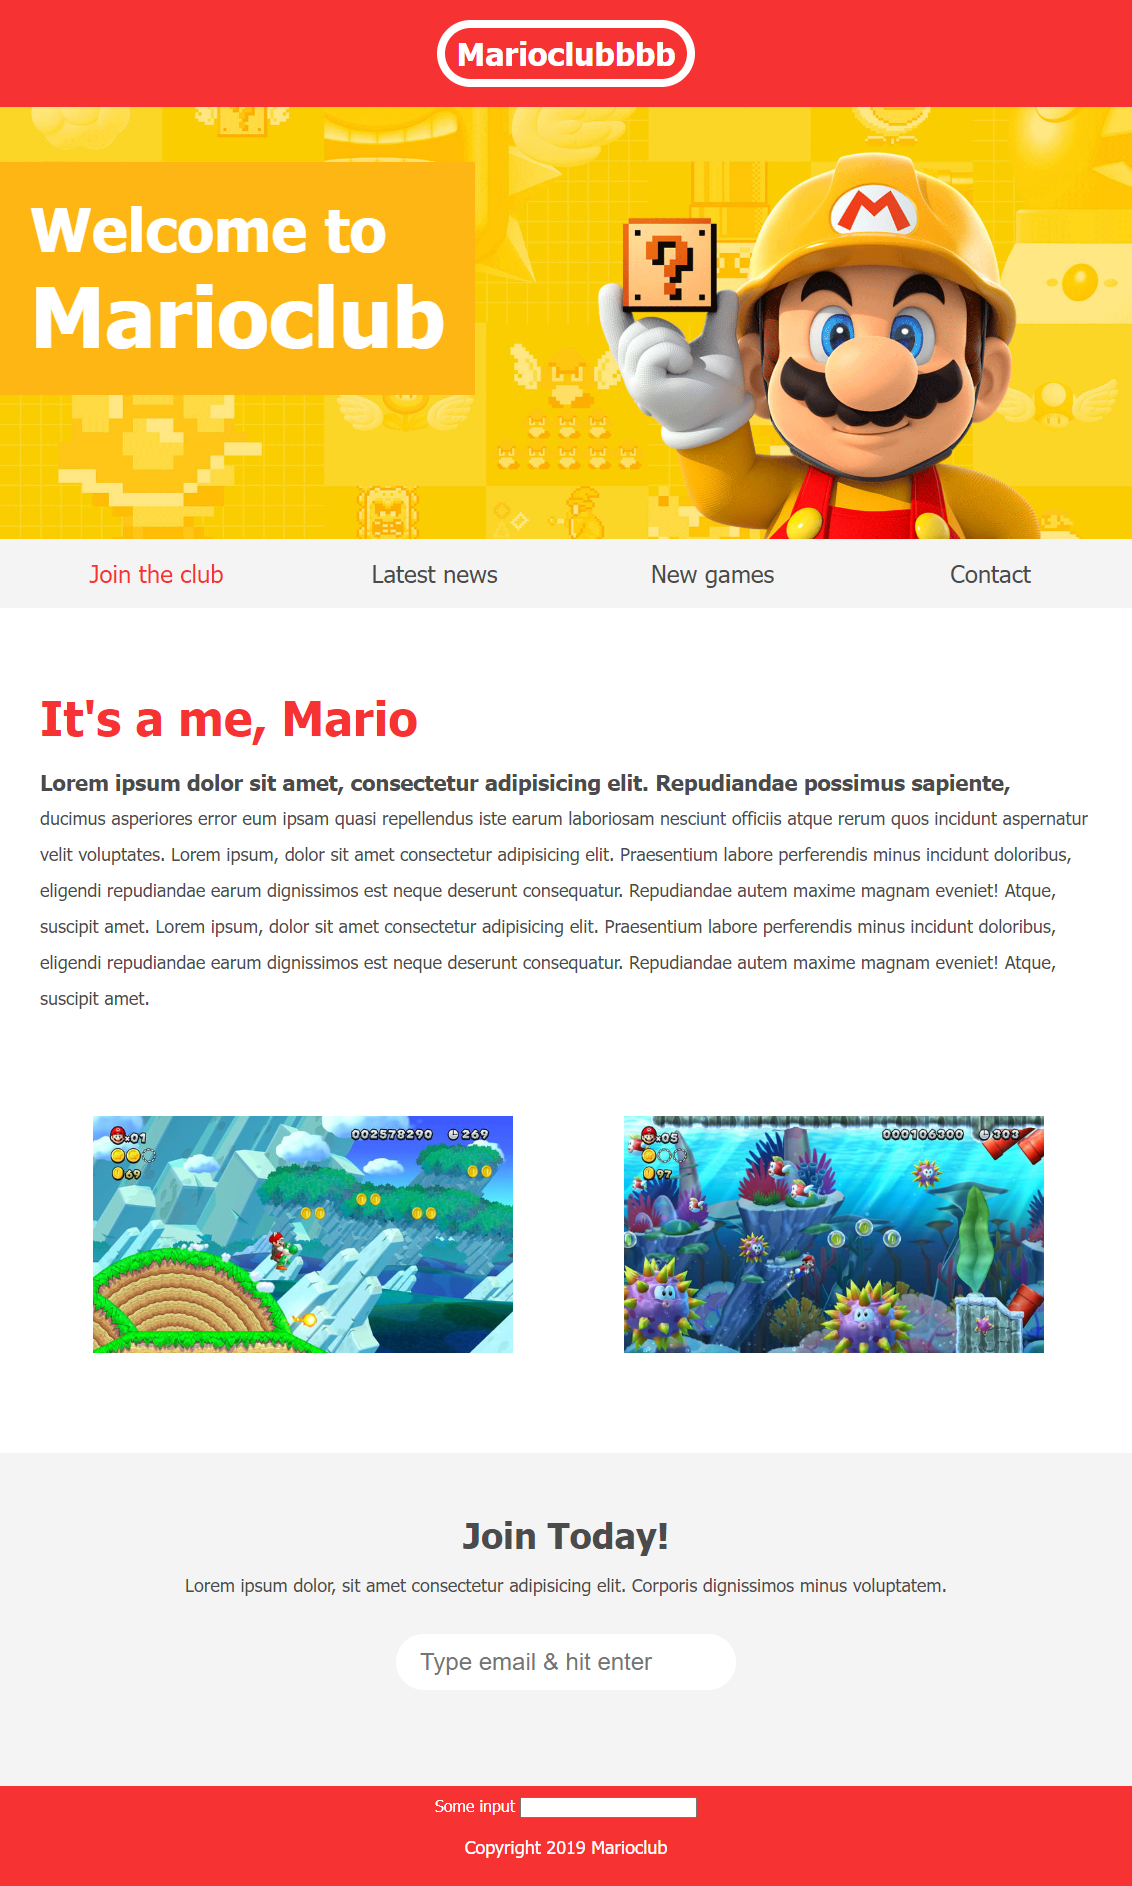 Marioclubbbb
Welcome to
Marioclub
M
?
Join the club
Latest news
New games
Contact
It's a me, Mario
Lorem ipsum dolor sit amet, consectetur adipisicing elit. Repudiandae possimus sapiente,
ducimus asperiores error eum ipsam quasi repellendus iste earum laboriosam nesciunt officiis atque rerum quos incidunt aspernatur
velit voluptates. Lorem ipsum, dolor sit amet consectetur adipisicing elit. Praesentium labore perferendis minus incidunt doloribus,
eligendi repudiandae earum dignissimos est neque deserunt consequatur. Repudiandae autem maxime magnam eveniet! Atque,
suscipit amet. Lorem ipsum, dolor sit amet consectetur adipisicing elit. Praesentium labore perferendis minus incidunt doloribus,
eligendi repudiandae earum dignissimos est neque deserunt consequatur. Repudiandae autem maxime magnam eveniet! Atque,
suscipit amet.
x01
002578290
269
69
x05
000106300
303
97
Join Today!
Lorem ipsum dolor, sit amet consectetur adipisicing elit. Corporis dignissimos minus voluptatem.
Type email & hit enter
Some input
Copyright 2019 Marioclub